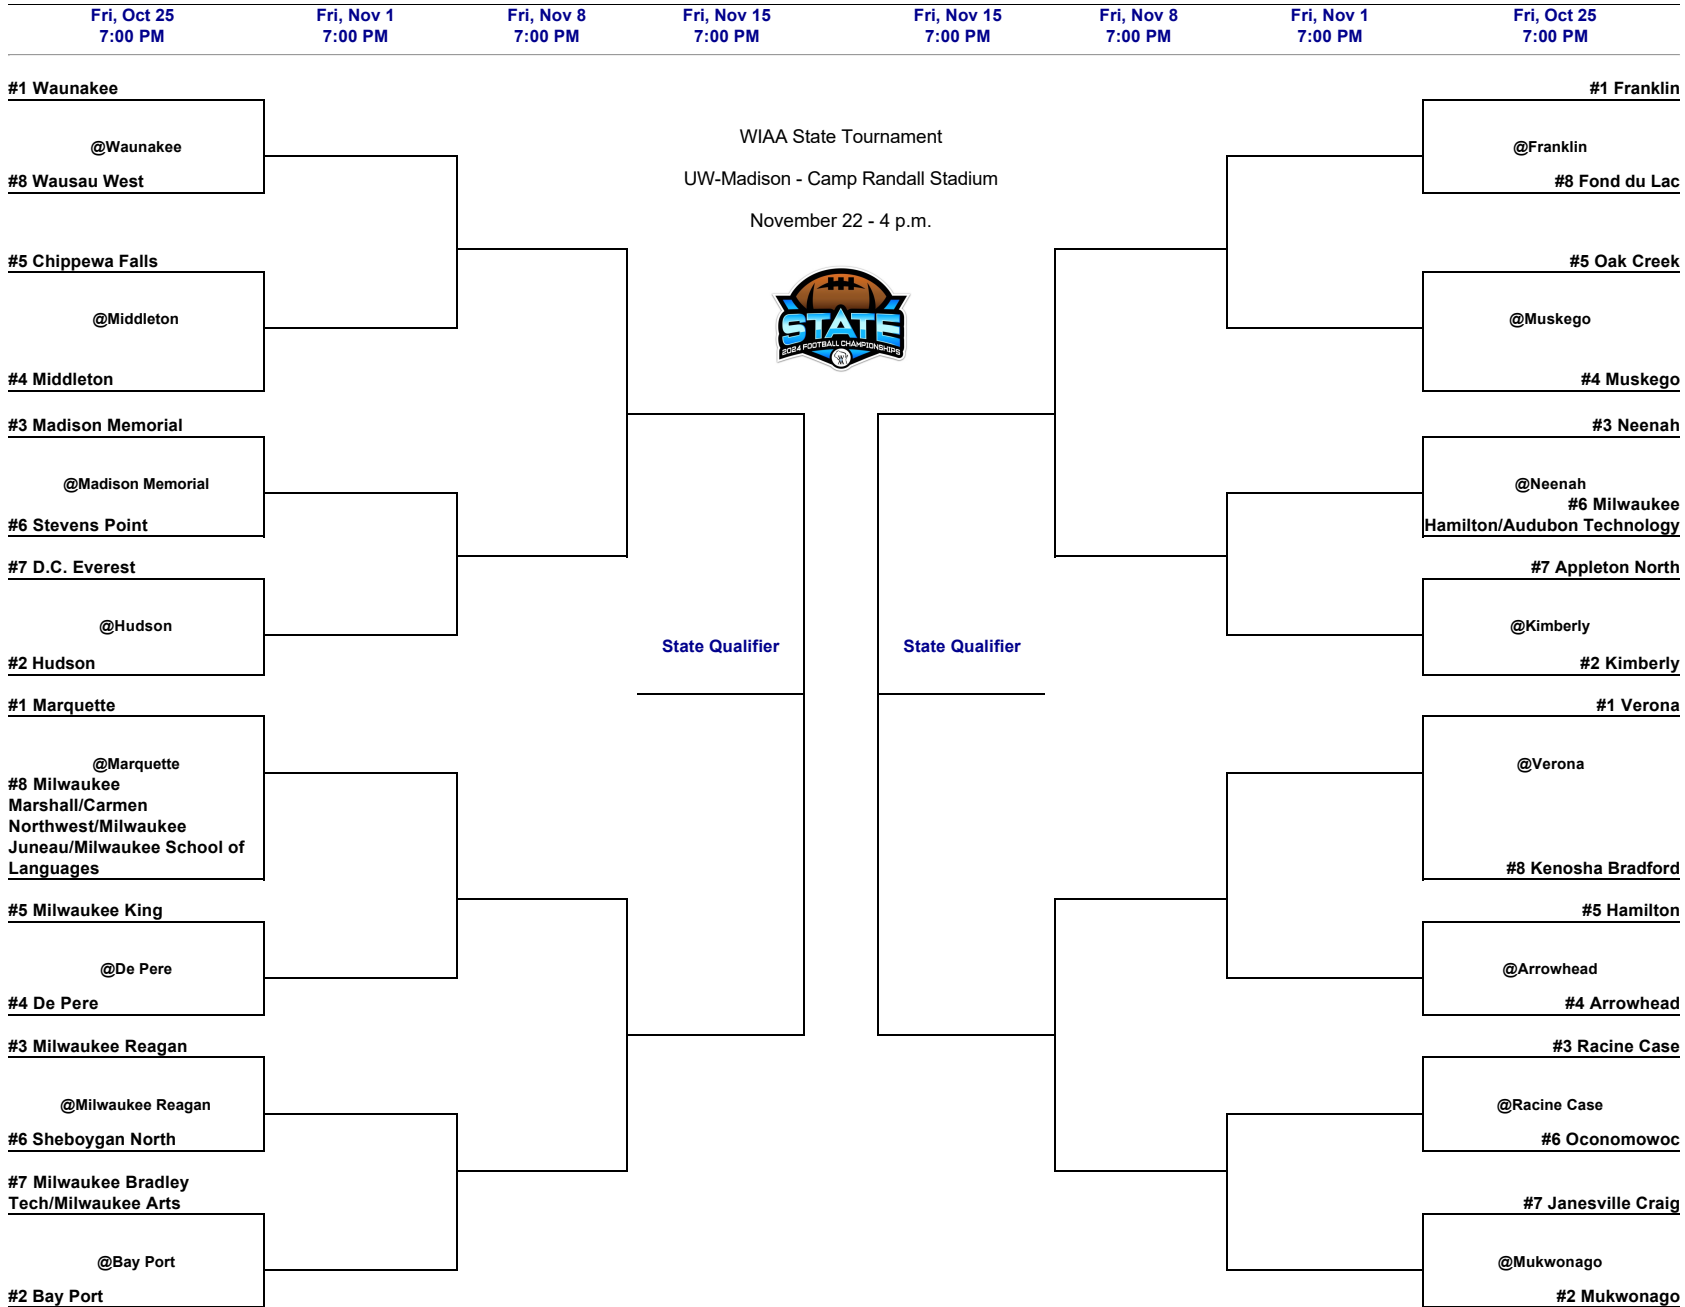 Fri, Oct 25 Fri, Nov 1 Fri, Nov 8 Fri, Nov 15 Fri, Nov 15 Fri, Nov 8 Fri, Nov 1 Fri, Oct 25
7:00 PM 7:00 PM 7:00 PM 7:00 PM 7:00 PM 7:00 PM 7:00 PM 7:00 PM
#1 Waunakee
@Waunakee
#8 Wausau West
#5 Chippewa Falls
@Middleton
#4 Middleton
#3 Madison Memorial
@Madison Memorial
#6 Stevens Point
#7 D.C. Everest
@Hudson
#2 Hudson
#1 Marquette
@Marquette
#8 Milwaukee
Marshall/Carmen
Northwest/Milwaukee
Juneau/Milwaukee School of
Languages
#5 Milwaukee King
@De Pere
#4 De Pere
#3 Milwaukee Reagan
@Milwaukee Reagan
#6 Sheboygan North
#7 Milwaukee Bradley
Tech/Milwaukee Arts
@Bay Port
#2 Bay Port
WIAA State Tournament
UW-Madison - Camp Randall Stadium
November 22 - 4 p.m.
STATE
2024 FOOTBALL CHAMPIONSHIPS
State Qualifier State Qualifier
#1 Franklin
@Franklin
#8 Fond du Lac
#5 Oak Creek
@Muskego
#4 Muskego
#3 Neenah
@Neenah
#6 Milwaukee
Hamilton/Audubon Technology
#7 Appleton North
@Kimberly
#2 Kimberly
#1 Verona
@Verona
#8 Kenosha Bradford
#5 Hamilton
@Arrowhead
#4 Arrowhead
#3 Racine Case
@Racine Case
#6 Oconomowoc
#7 Janesville Craig
@Mukwonago
#2 Mukwonago